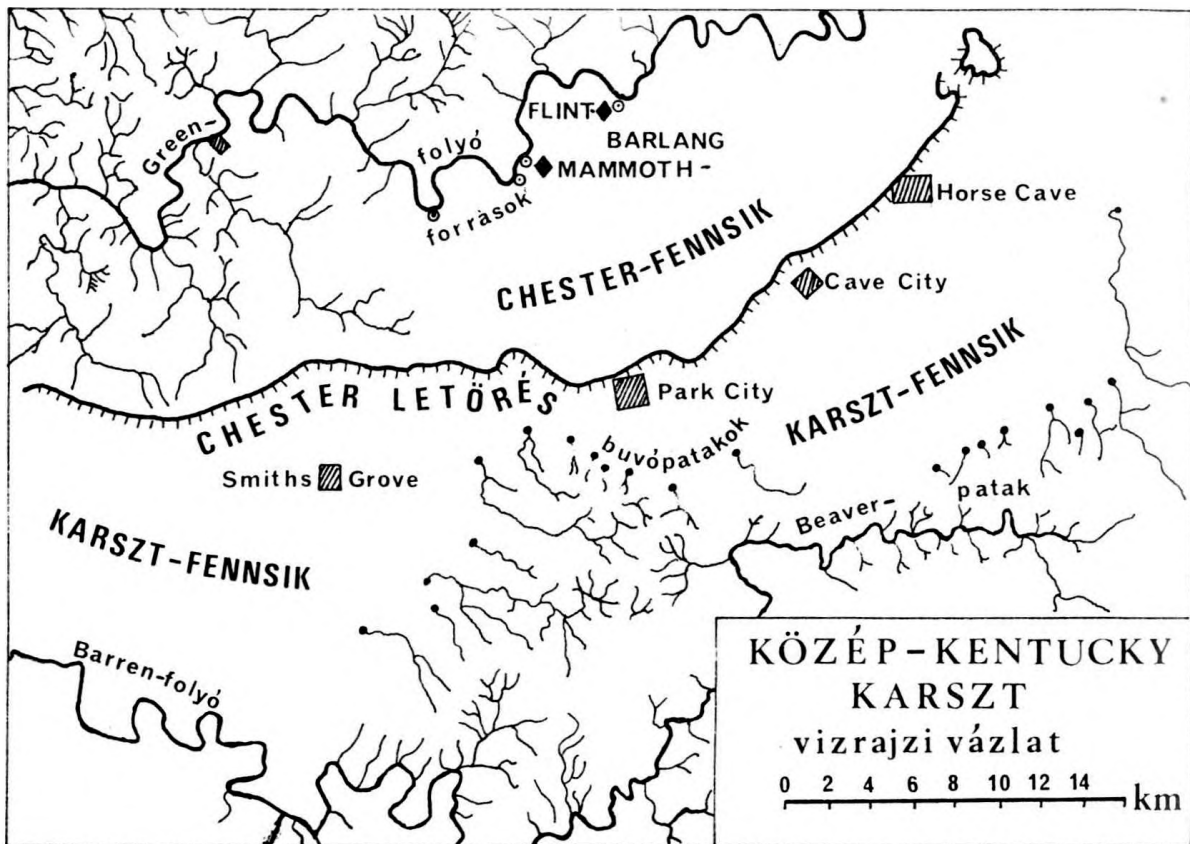 FLINT-
BARLANG
MAMMOTH-
Green-
folyó
források
Horse Cave
CHESTER-FENNSIK
Cave City
Park City
CHESTER LETÖRÉS
KARSZT-FENNSIK
buvópatakok
Smiths Grove
Beaver-
patak
KARSZT-FENNSIK
Barren-folyó
KÖZÉP-KENTUCKY
KARSZT
vizrajzi vázlat
0 2 4 6 8 10 12 14 km